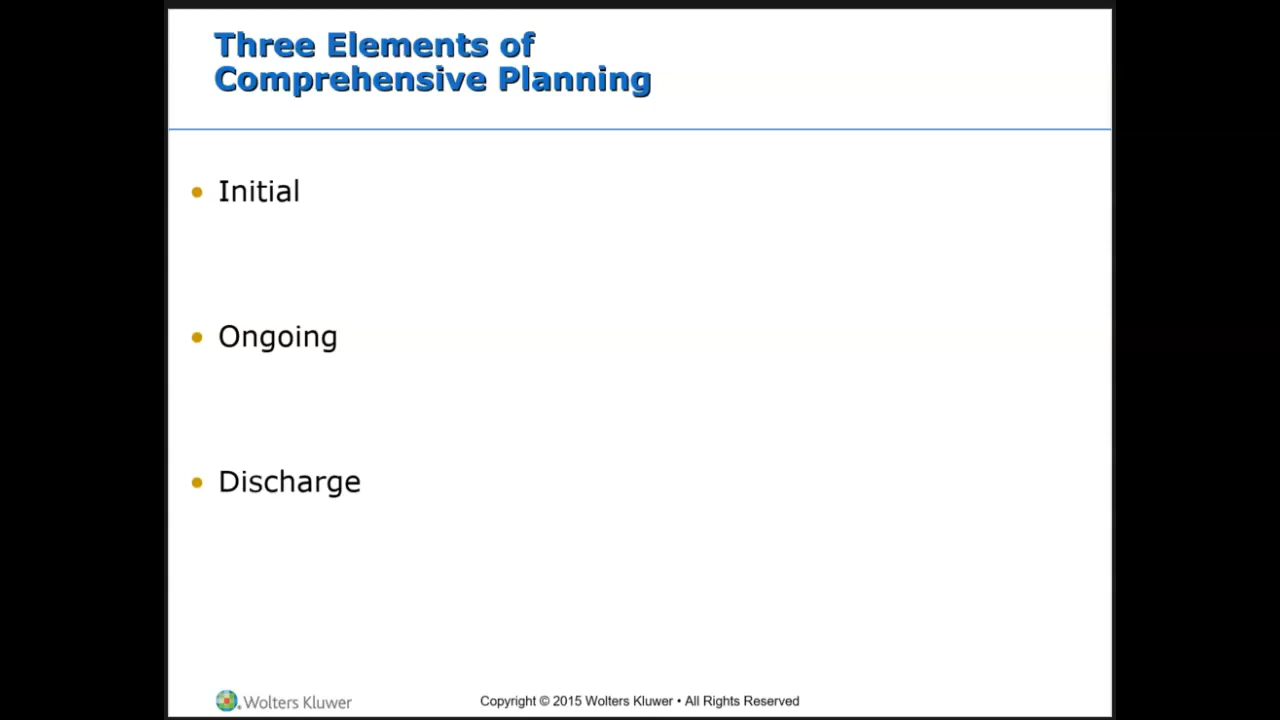 Three Elements of
Comprehensive Planning
• Initial
• Ongoing
• Discharge
Wolters Kluwer
Copyright © 2015 Wolters Kluwer • All Rights Reserved